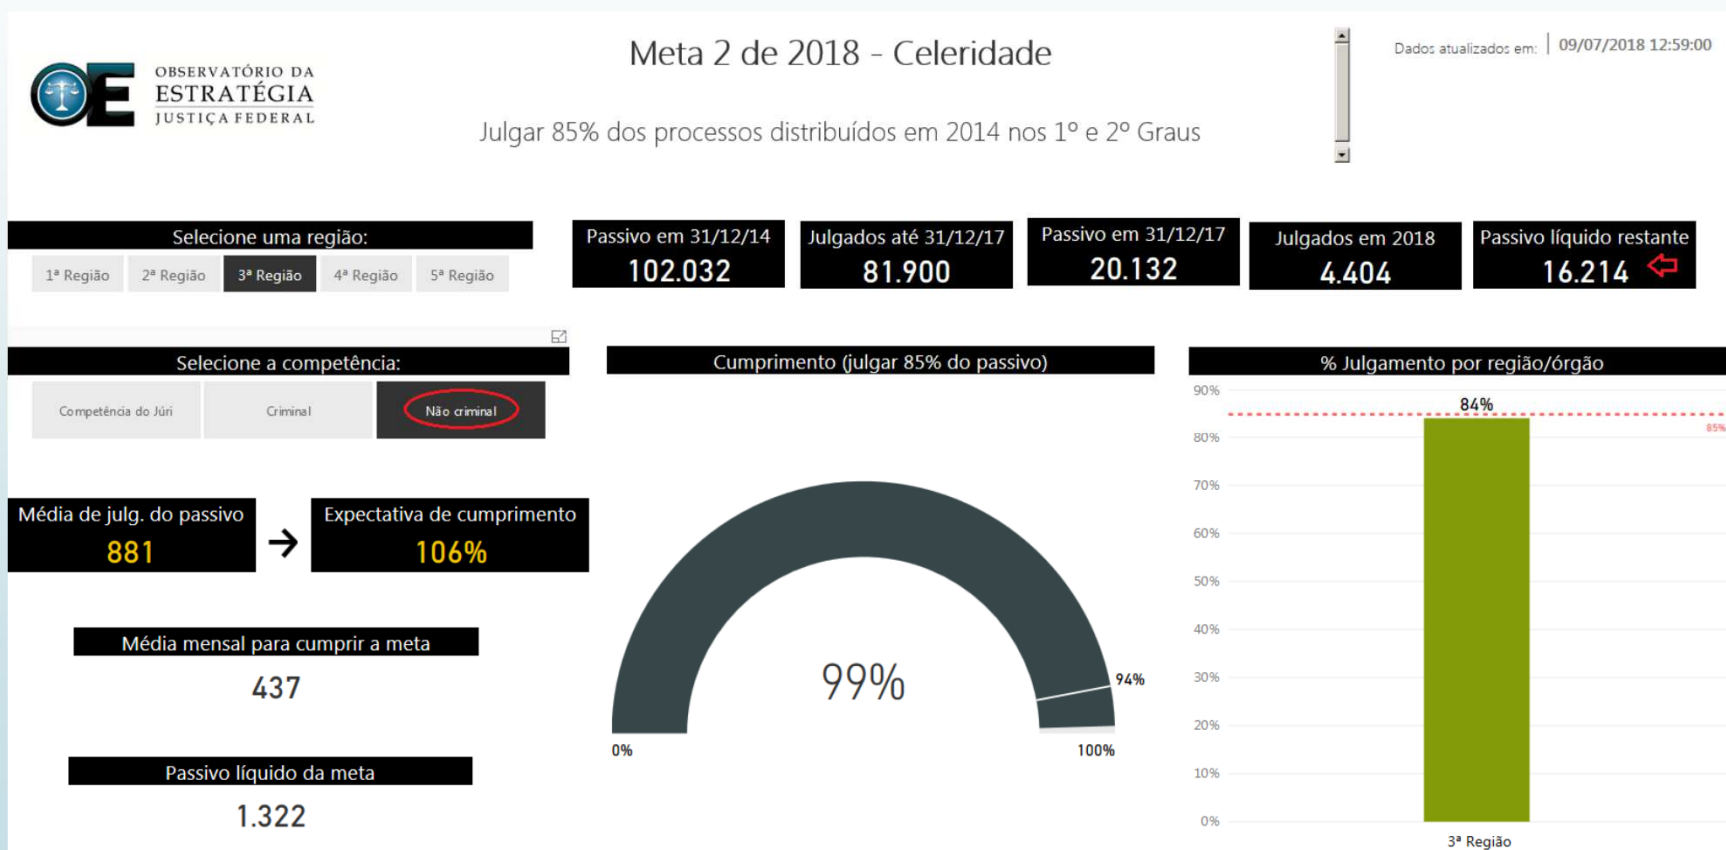 Meta 2 de 2018 - Celeridade
Dados atualizados em: 09/07/2018 12:59:00
OE OBSERVATÓRIO DA
ESTRATÉGIA
JUSTIÇA FEDERAL
Julgar 85% dos processos distribuídos em 2014 nos 1º e 2º Graus
Selecione uma região:
1ª Região 2ª Região 3ª Região 4ª Região 5ª Região
Passivo em 31/12/14
102.032
Julgados até 31/12/17
81.900
Passivo em 31/12/17
20.132
Julgados em 2018
4.404
Passivo líquido restante
16.214
Selecione a competência:
Competência do Júri Criminal Não criminal
Média de julg. do passivo
881
Expectativa de cumprimento
106%
Média mensal para cumprir a meta
437
Passivo líquido da meta
1.322
Cumprimento (julgar 85% do passivo)
99%
94%
0% 100%
% Julgamento por região/órgão
90%
84%
85%
80%
70%
60%
50%
40%
30%
20%
10%
0%
3ª Região